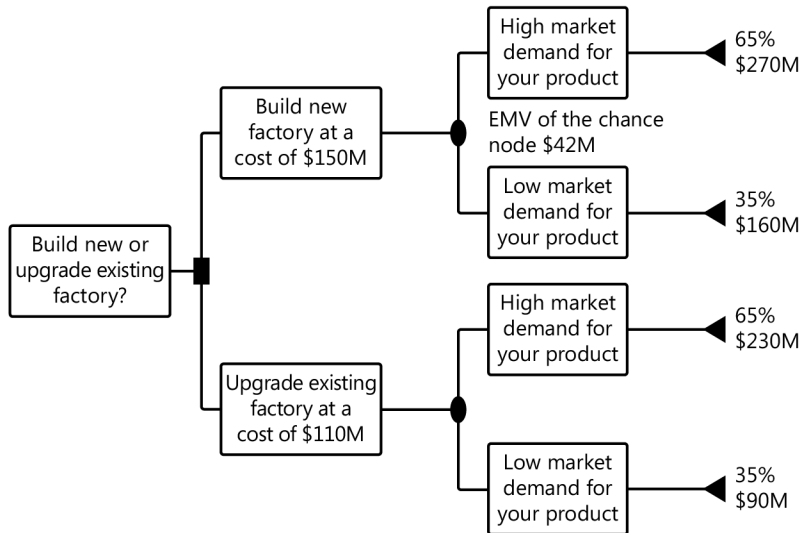 High market
demand for
your product
65%
$270M
Build new
factory at a
cost of $150M
EMV of the chance
node $42M
Low market
demand for
your product
35%
$160M
Build new or
upgrade existing
factory?
High market
demand for
your product
65%
$230M
Upgrade existing
factory at a
cost of $110M
Low market
demand for
your product
35%
$90M